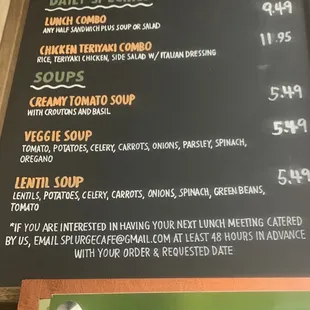 DAILY SPECIALS
LUNCH COMBO 9.49
ANY HALF SANDWICH PLUS SOUP OR SALAD
CHICKEN TERIYAKI COMBO 11.95
RICE, TERIYAKI CHICKEN, SIDE SALAD W/ ITALIAN DRESSING
SOUPS
CREAMY TOMATO SOUP 5.49
WITH CROUTONS AND BASIL
VEGGIE SOUP 5.49
TOMATO, POTATOES, CELERY, CARROTS, ONIONS, PARSLEY, SPINACH,
OREGANO
LENTIL SOUP 5.49
LENTILS, POTATOES, CELERY, CARROTS, ONIONS, SPINACH, GREEN BEANS,
TOMATO
*IF YOU ARE INTERESTED IN HAVING YOUR NEXT LUNCH MEETING CATERED
BY US, EMAIL SPLURGECAFE@GMAIL.COM AT LEAST 48 HOURS IN ADVANCE
WITH YOUR ORDER & REQUESTED DATE